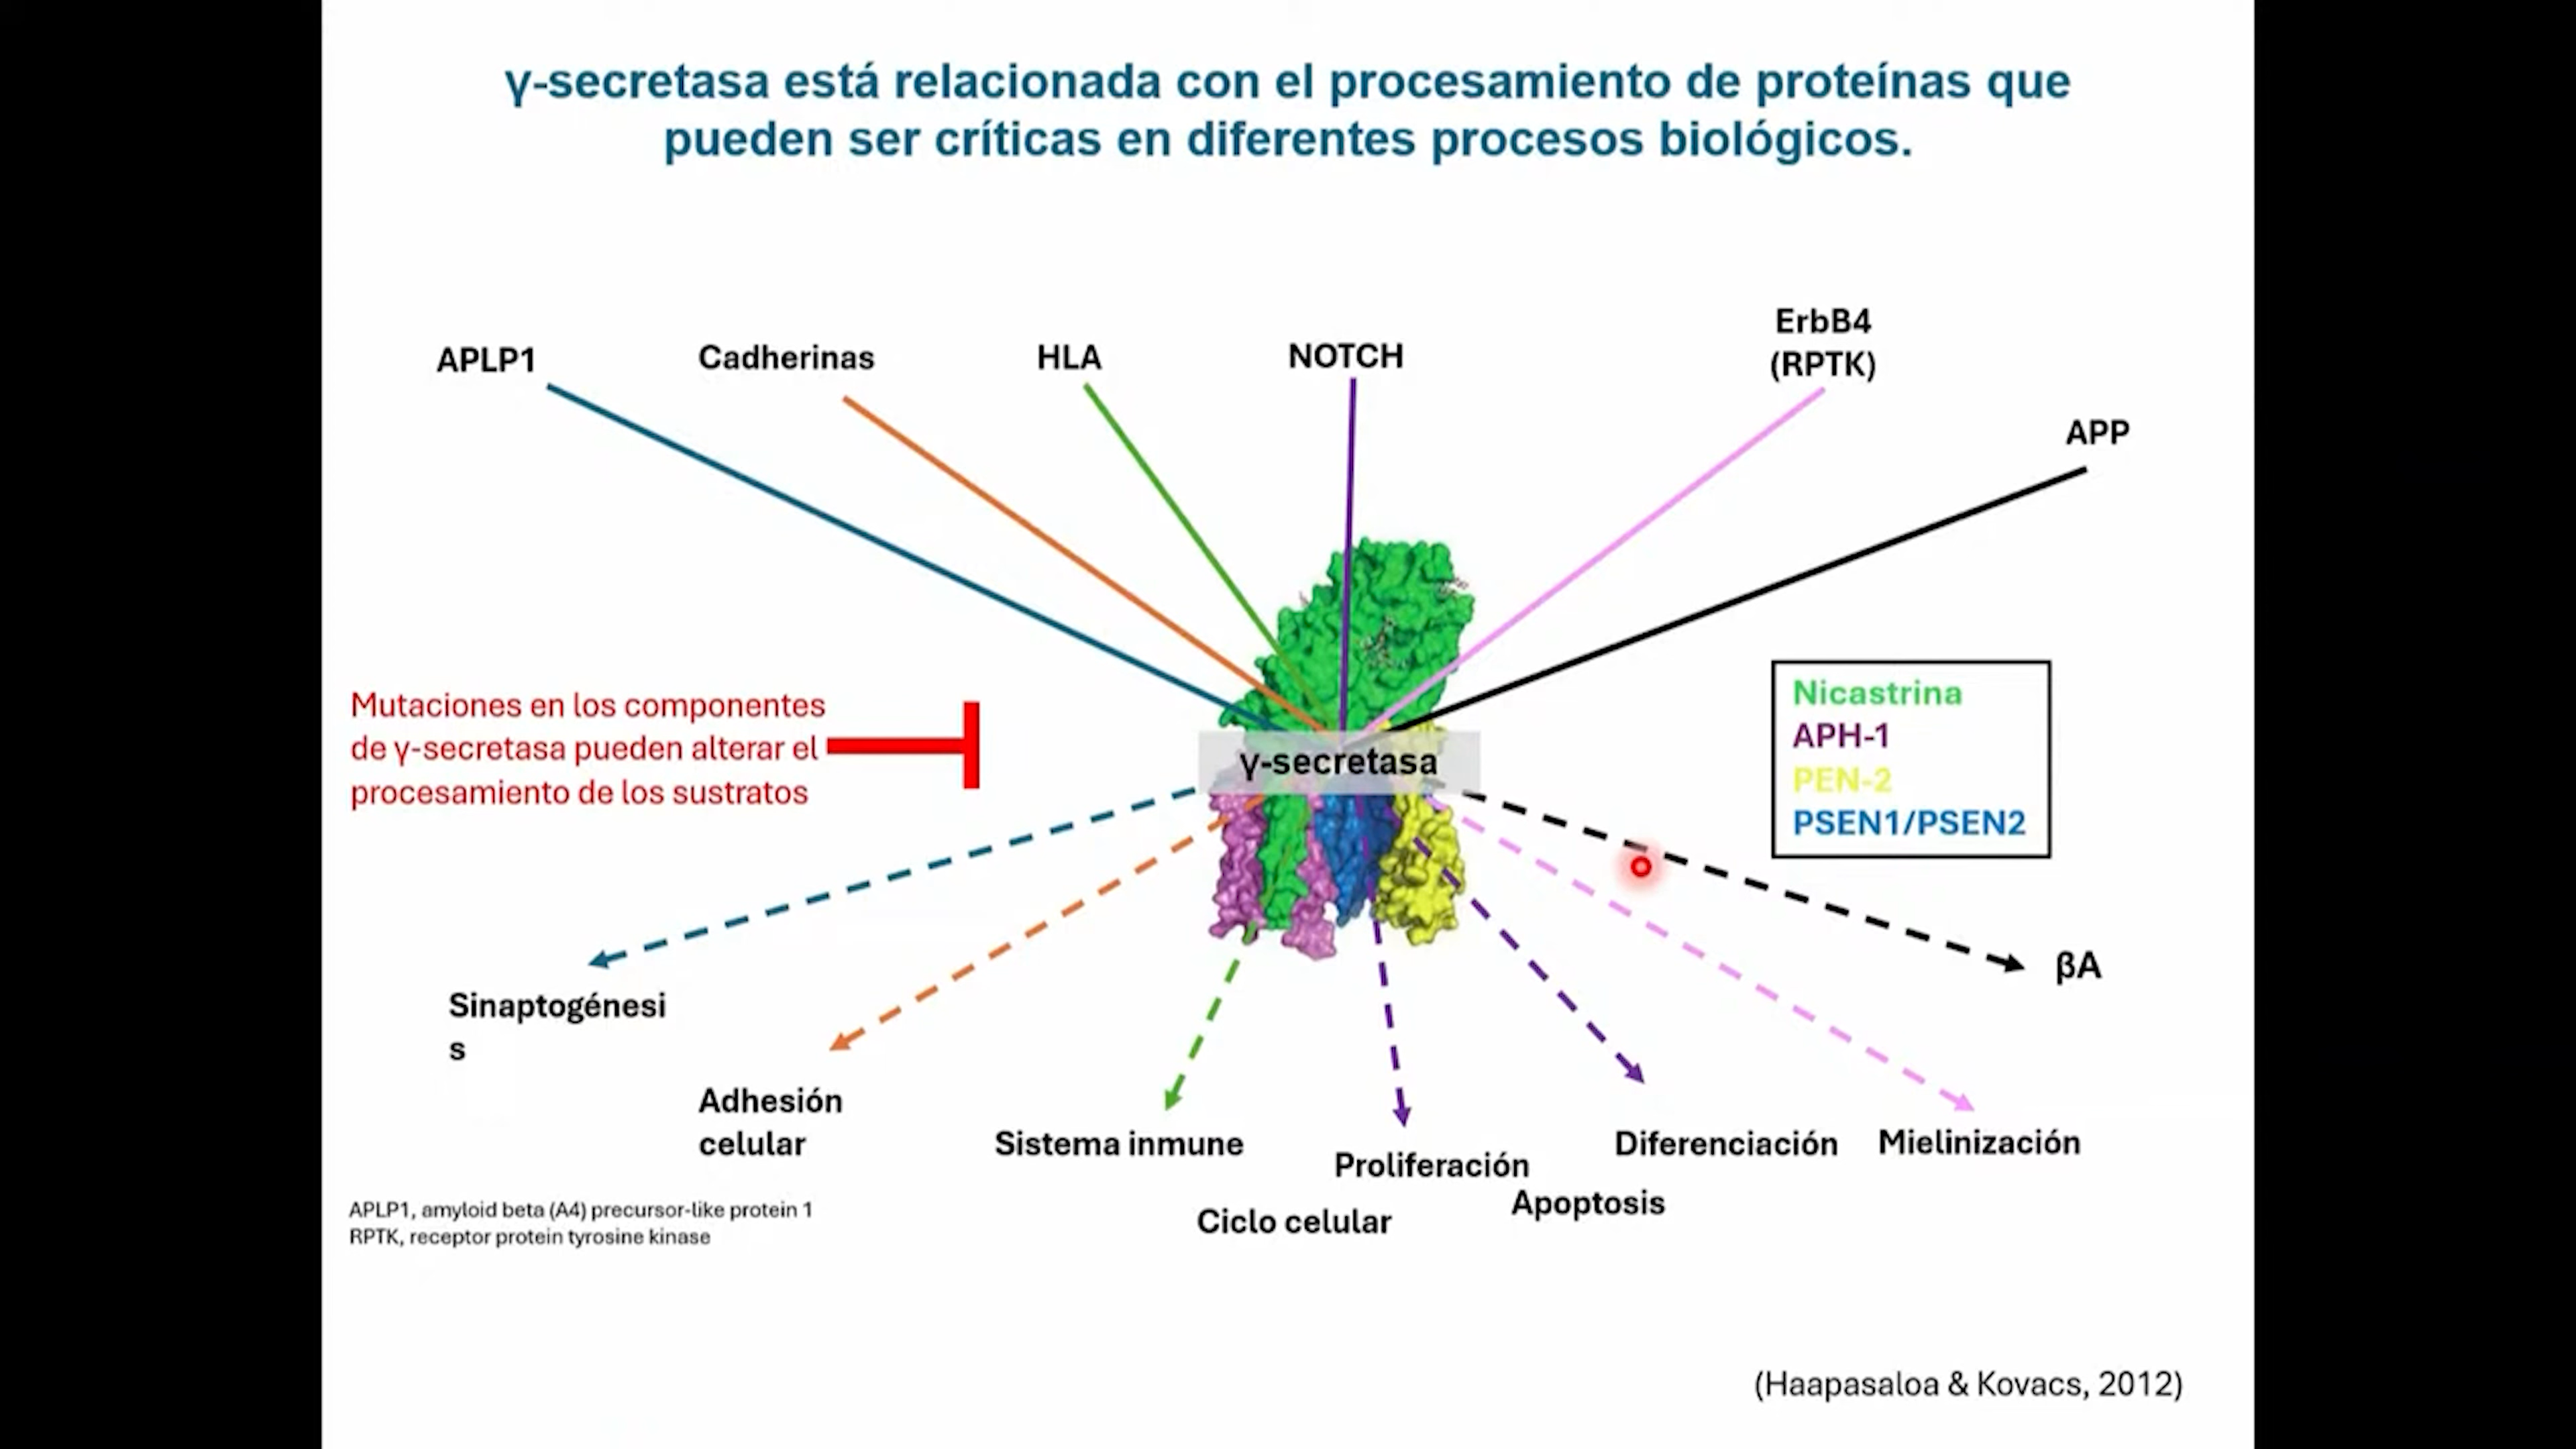 γ-secretasa está relacionada con el procesamiento de proteínas que
pueden ser críticas en diferentes procesos biológicos.
APLP1
Cadherinas
HLA
NOTCH
ErbB4
(RPTK)
APP
Mutaciones en los componentes
de γ-secretasa pueden alterar el
procesamiento de los sustratos
γ-secretasa
Nicastrina
APH-1
PEN-2
PSEN1/PSEN2
βA
Sinaptogénesi
s
Adhesión
celular
Sistema inmune
Proliferación
Diferenciación
Mielinización
Apoptosis
Ciclo celular
APLP1, amyloid beta (A4) precursor-like protein 1
RPTK, receptor protein tyrosine kinase
(Haapasaloa & Kovacs, 2012)